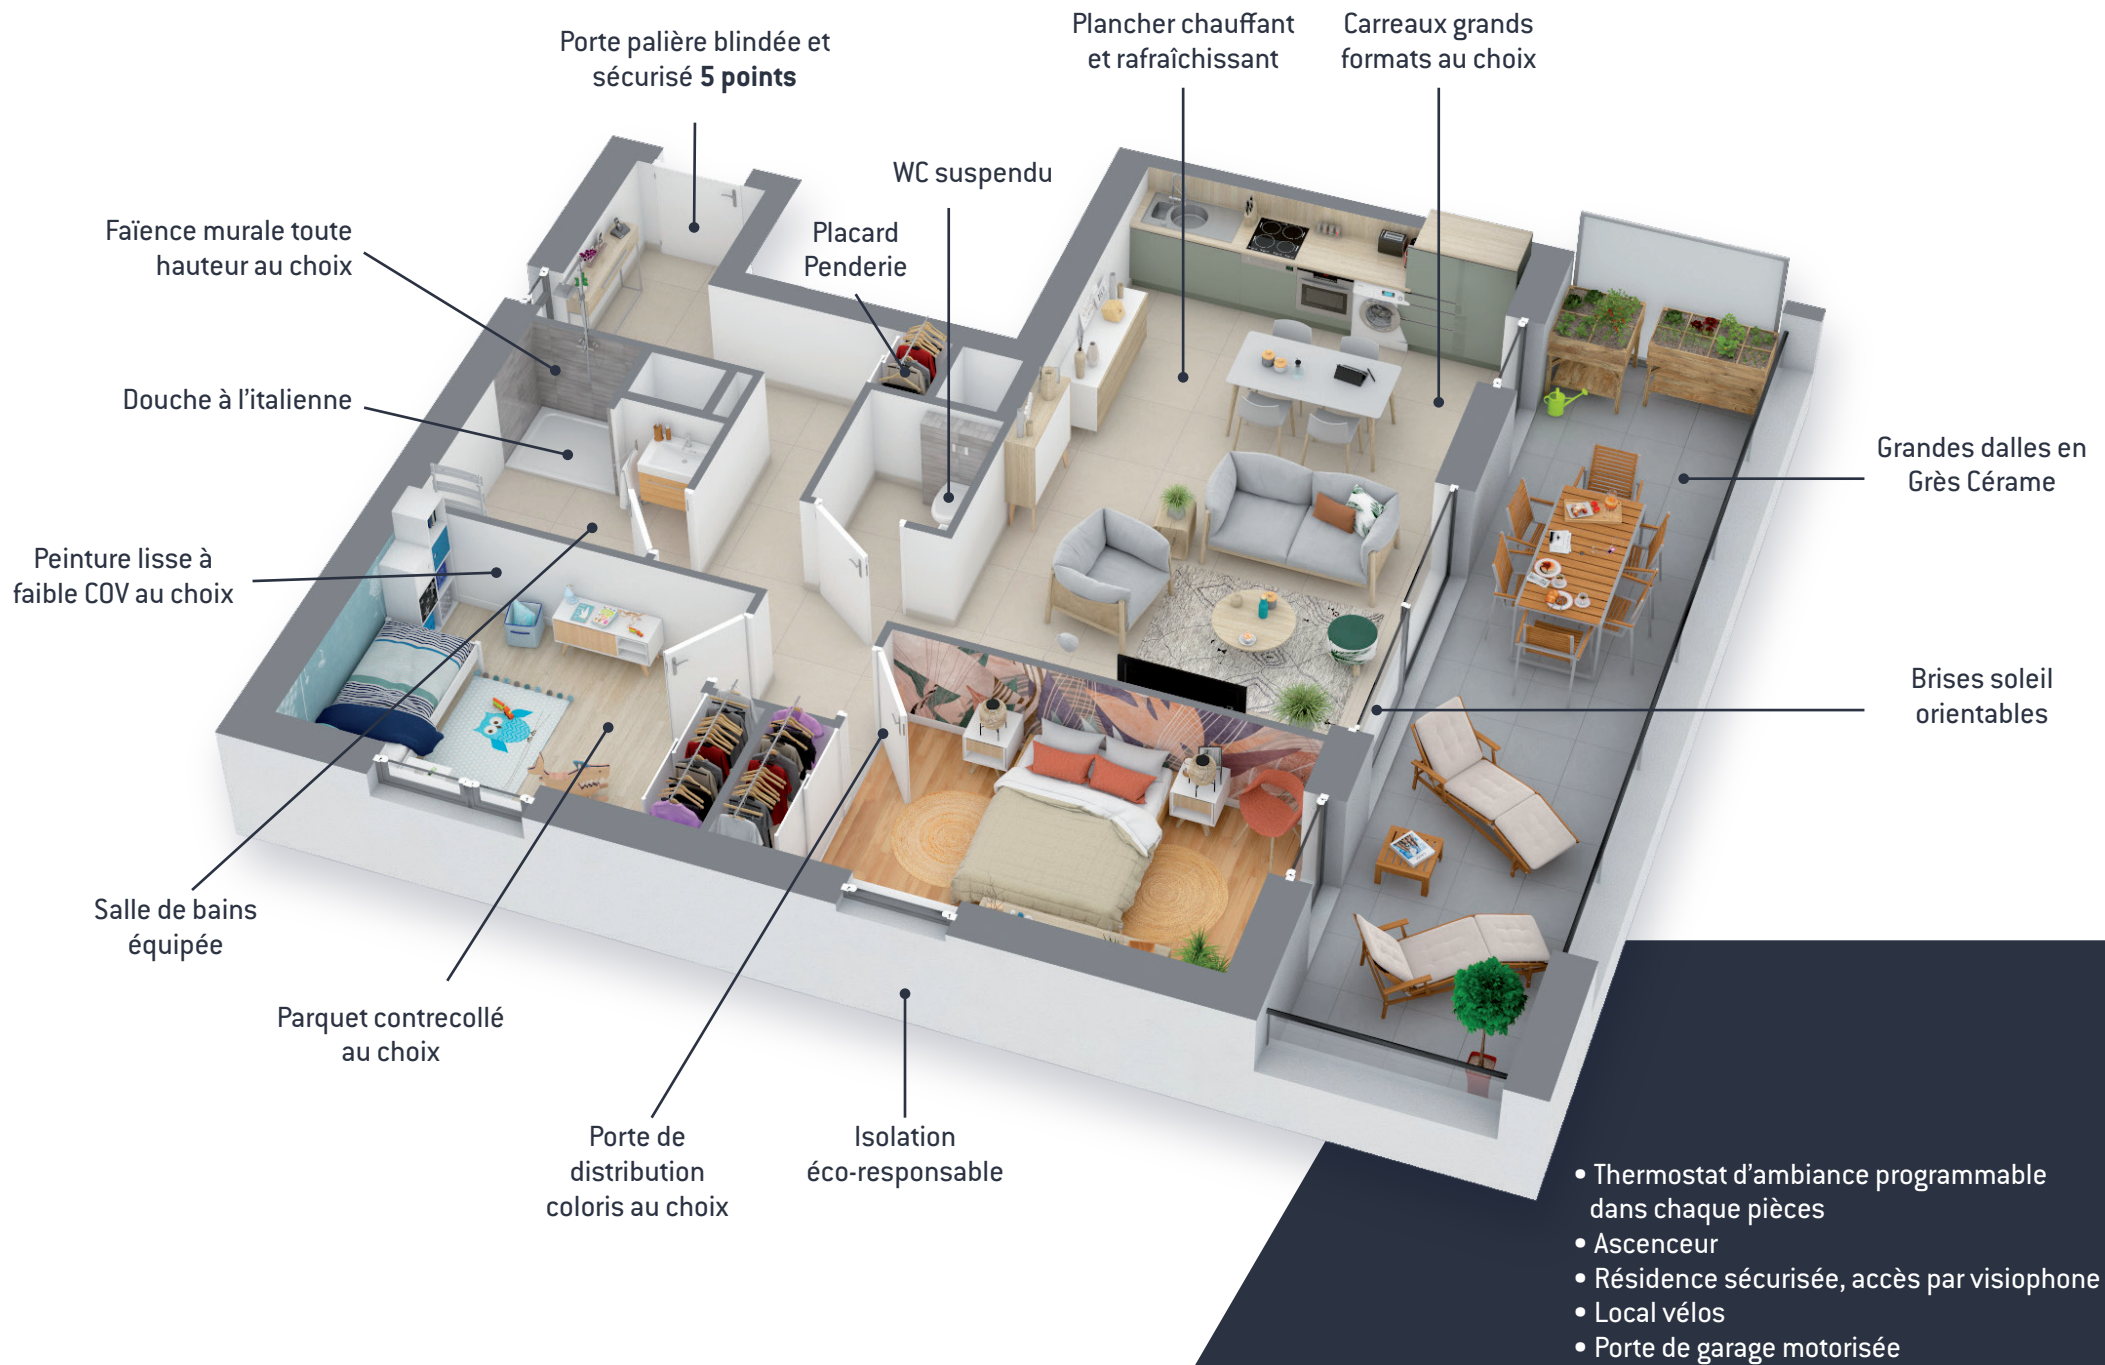 Porte palière blindée et
sécurisé 5 points
Plancher chauffant
et rafraîchissant
Carreaux grands
formats au choix
WC suspendu
Placard
Penderie
Faïence murale toute
hauteur au choix
Douche à l'italienne
Peinture lisse à
faible COV au choix
Grandes dalles en
Grès Cérame
Brises soleil
orientables
Salle de bains
équipée
Parquet contrecollé
au choix
Porte de
distribution
coloris au choix
Isolation
éco-responsable
• Thermostat d'ambiance programmable
dans chaque pièces
• Ascenceur
• Résidence sécurisée, accès par visiophone
• Local vélos
• Porte de garage motorisée